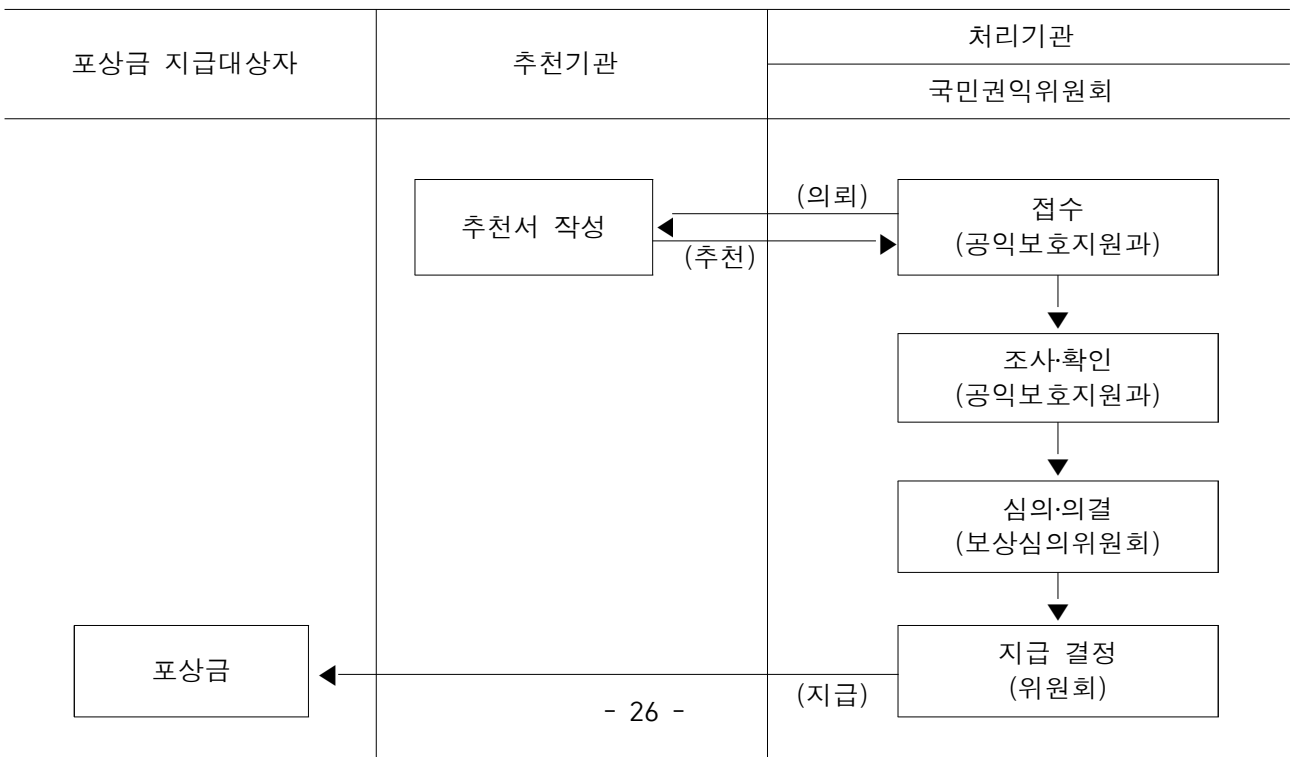 포상금 지급대상자
추천기관
처리기관
국민권익위원회
추천서 작성
(의뢰)
(추천)
접수
(공익보호지원과)
조사·확인
(공익보호지원과)
심의·의결
(보상심의위원회)
포상금
(지급)
지급 결정
(위원회)
- 26 -